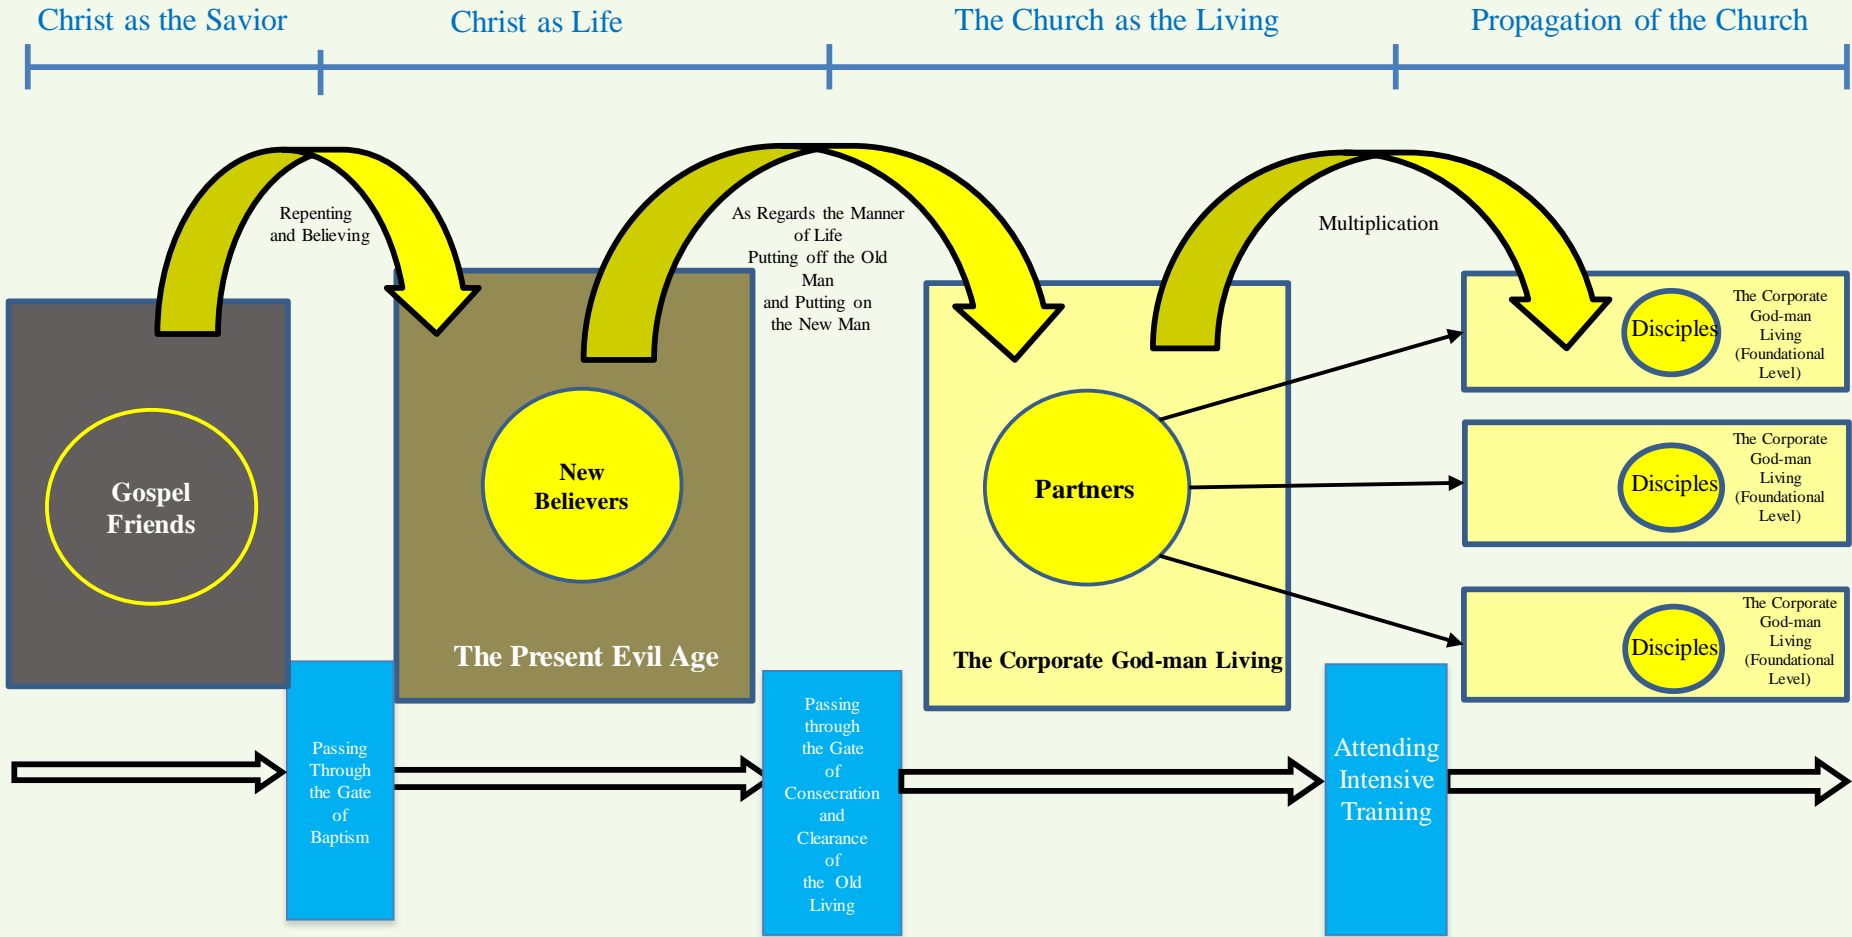 Christ as the Savior
Christ as Life
The Church as the Living
Propagation of the Church
Repenting
and Believing
As Regards the Manner
of Life
Putting off the Old
Man
and Putting on
the New Man
Multiplication
Gospel
Friends
New
Believers
The Present Evil Age
Partners
The Corporate God-man Living
Disciples
The Corporate
God-man
Living
(Foundational
Level)
Disciples
The Corporate
God-man
Living
(Foundational
Level)
Disciples
The Corporate
God-man
Living
(Foundational
Level)
Passing
Through
the Gate
of
Baptism
Passing
through
the Gate
of
Consecration
and
Clearance
of
the Old
Living
Attending
Intensive
Training